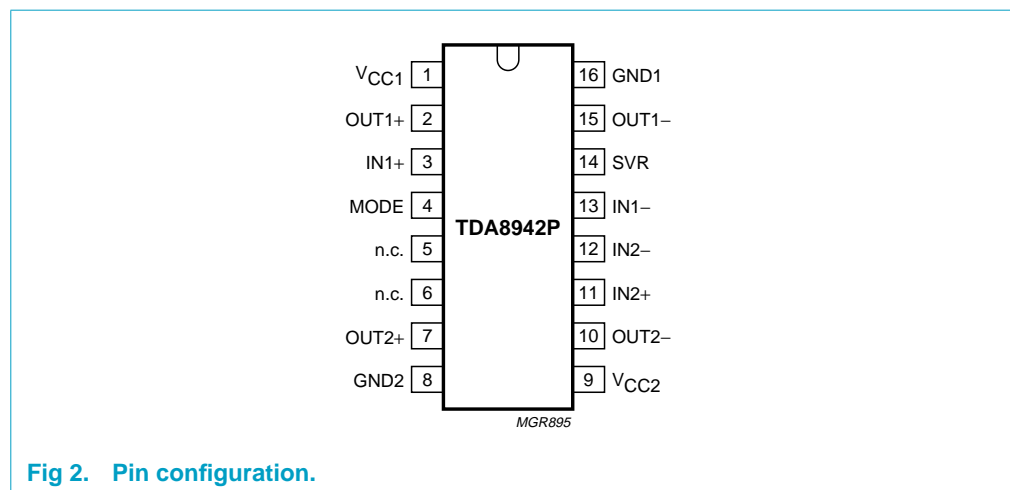 VCC1 1 16 GND1
OUT1+ 2 15 OUT1−
IN1+ 3 14 SVR
MODE 4 13 IN1−
TDA8942P
n.c. 5 12 IN2−
n.c. 6 11 IN2+
OUT2+ 7 10 OUT2−
GND2 8 9 VCC2
MGR895
Fig 2. Pin configuration.